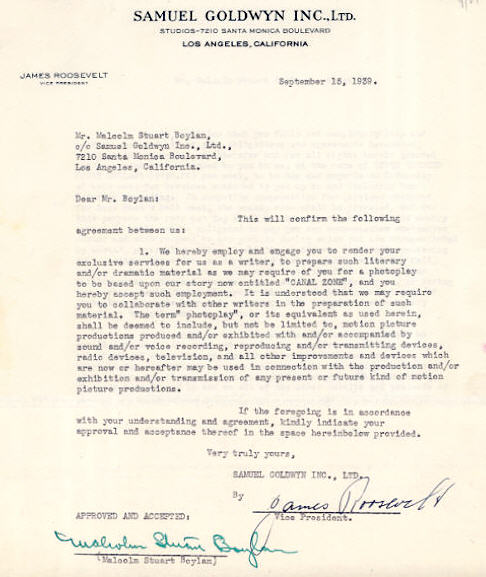 SAMUEL GOLDWYN INC., LTD.
STUDIOS-7210 SANTA MONICA BOULEVARD
LOS ANGELES, CALIFORNIA
JAMES ROOSEVELT
VICE PRESIDENT
September 15, 1939.
Mr. Malcolm Stuart Boylan,
c/o Samuel Goldwyn Inc., Ltd.,
7210 Santa Monica Boulevard,
Los Angeles, California.
Dear Mr. Boylan:
This will confirm the following
agreement between us:
1. We hereby employ and engage you to render your
exclusive services for us as a writer, to prepare such literary
and/or dramatic material as we may require of you for a photoplay
to be based upon our story now entitled "CANAL ZONE", and you
hereby accept such employment. It is understood that we may require
you to collaborate with other writers in the preparation of such
material. The term" photoplay", or its equivalent as used herein,
shall be deemed to include, but not be limited to, motion picture
productions produced and/or exhibited with and/or accompanied by
sound and/or voice recording, reproducing and/or transmitting devices,
radio devices, television, and all other improvements and devices which
are now or hereafter may be used in connection with the production and/or
exhibition and/or transmission of any present or future kind of motion
picture productions.
If the foregoing is in accordance
with your understanding and agreement, kindly indicate your
approval and acceptance thereof in the space hereinbelow provided.
Very truly yours,
SAMUEL GOLDWYN INC., LTD.
By James Roosevelt
Vice President.
APPROVED AND ACCEPTED:
Malcolm Stuart Boylan
(Malcolm Stuart Boylan)